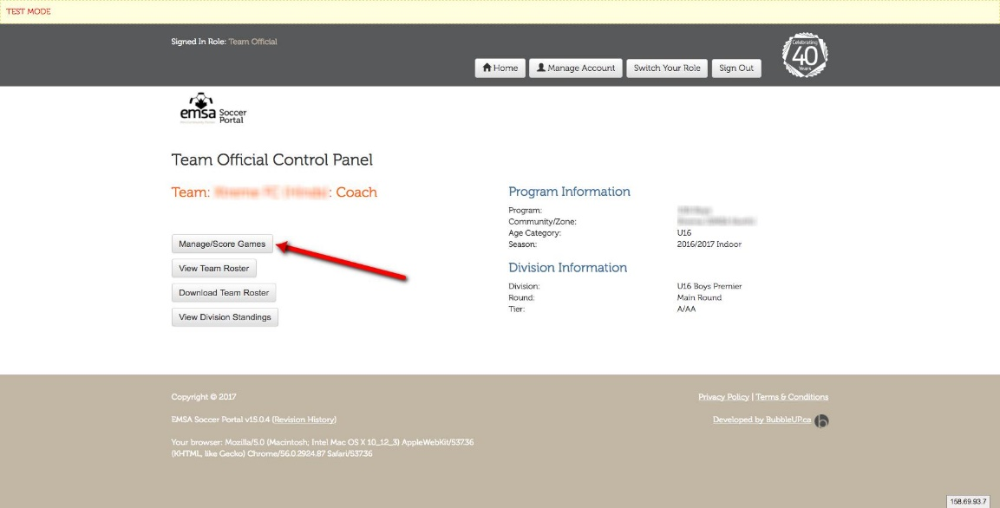 TEST MODE
Signed In Role: Team Official
Home
Manage Account
Switch Your Role
Sign Out
Celebrating
40
Years
emsa Soccer
Portal
Team Official Control Panel
Team: : Coach
Manage/Score Games
View Team Roster
Download Team Roster
View Division Standings
Program Information
Program:
Community/Zone:
Age Category: U16
Season: 2016/2017 Indoor
Division Information
Division: U16 Boys Premier
Round: Main Round
Tier: A/AA
Copyright © 2017
EMSA Soccer Portal v15.0.4 (Revision History)
Your browser: Mozilla/5.0 (Macintosh; Intel Mac OS X 10_12_3) AppleWebKit/537.36
(KHTML, like Gecko) Chrome/56.0.2924.87 Safari/537.36
Privacy Policy | Terms & Conditions
Developed by BubbleUP.ca b
158.69.93.7